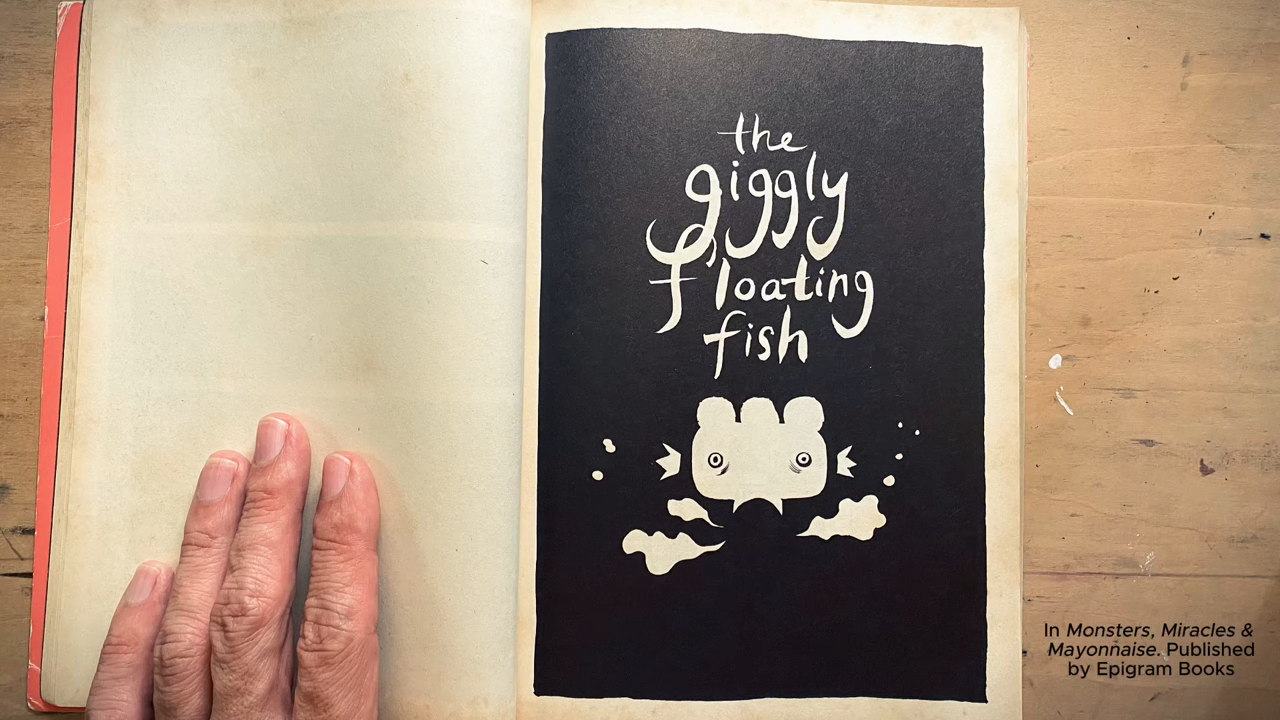 the
giggly
floating
fish
In Monsters, Miracles &
Mayonnaise. Published
by Epigram Books